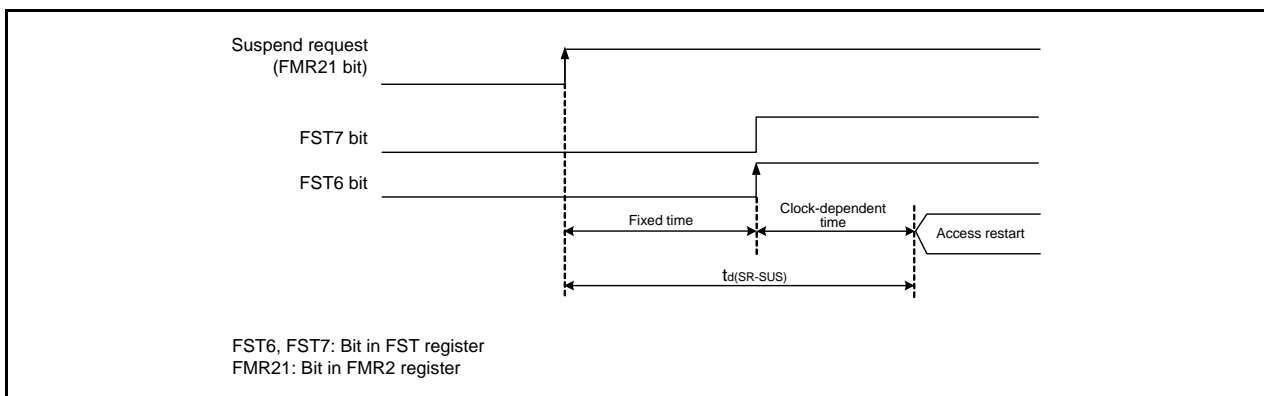 Suspend request
(FMR21 bit)
FST7 bit
FST6 bit
Fixed time
Clock-dependent
time
Access restart
td(SR-SUS)
FST6, FST7: Bit in FST register
FMR21: Bit in FMR2 register